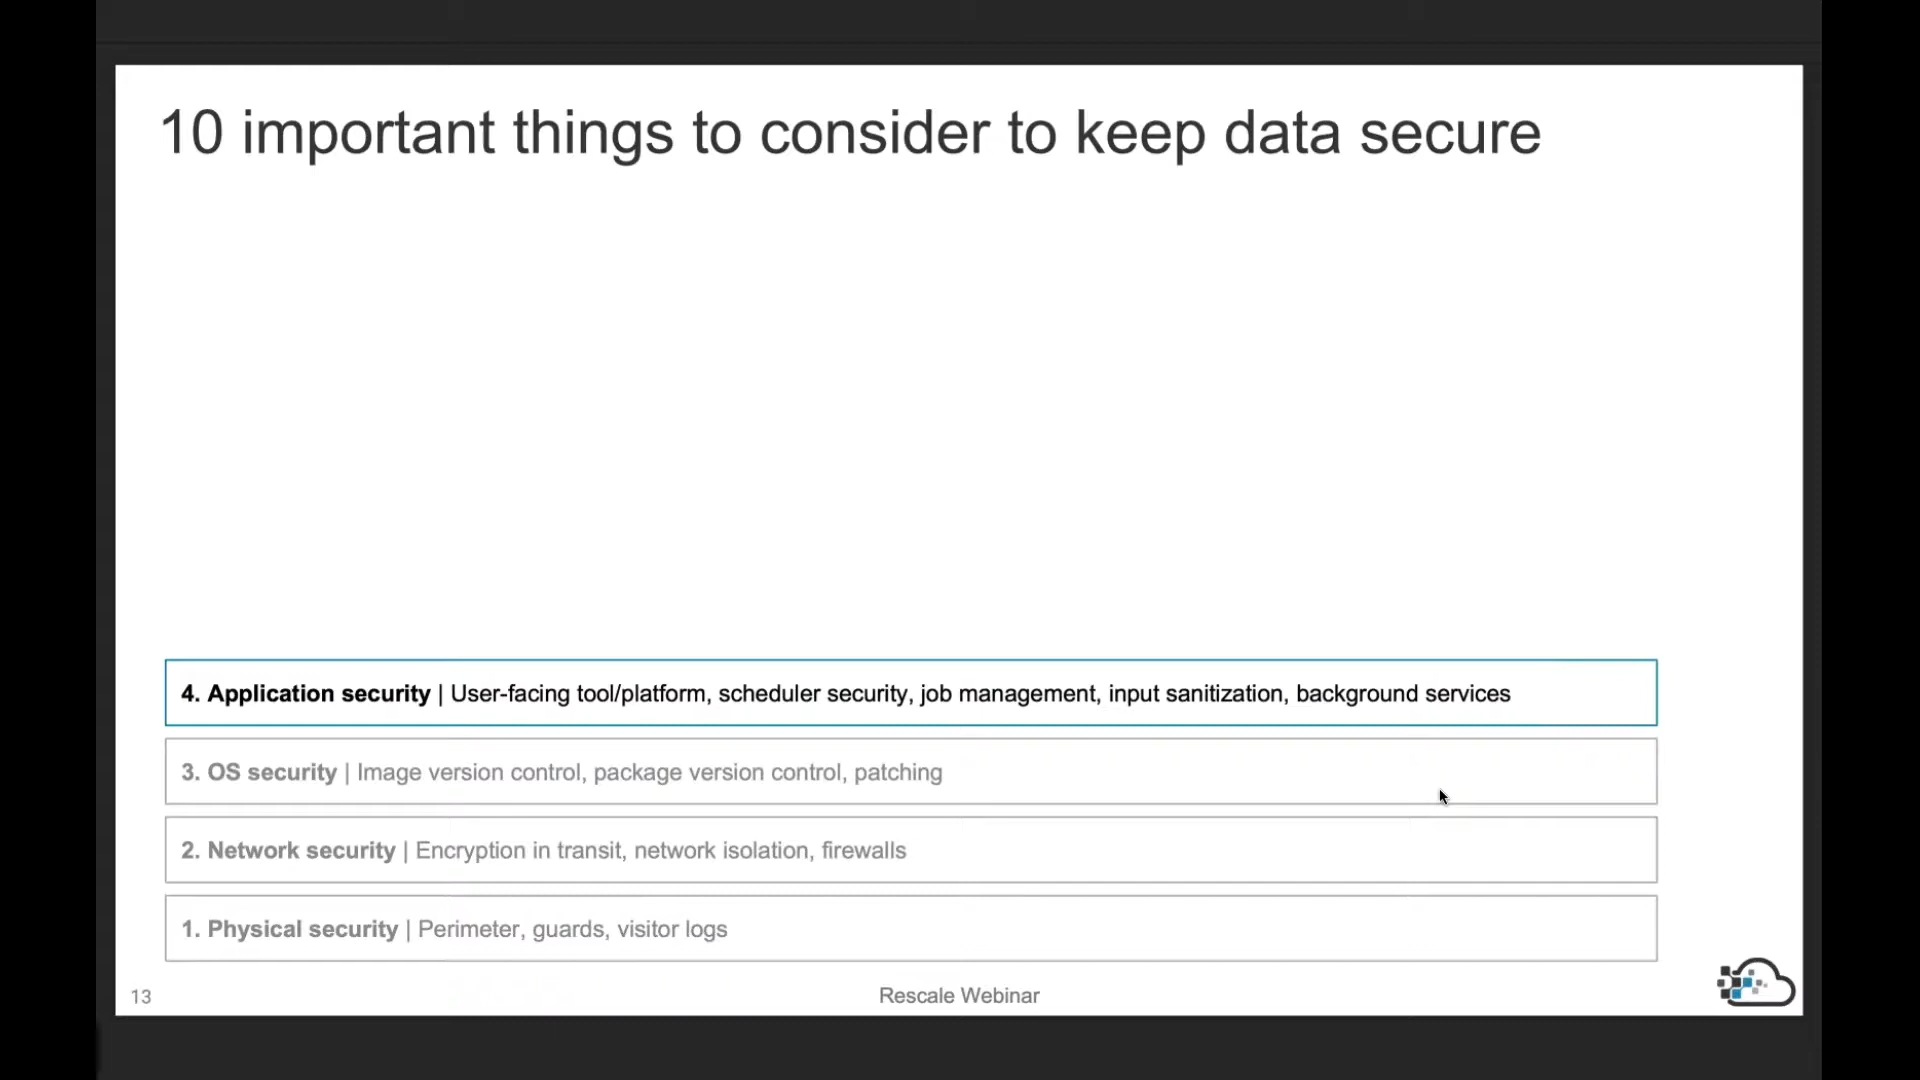 10 important things to consider to keep data secure
4. Application security | User-facing tool/platform, scheduler security, job management, input sanitization, background services
3. OS security | Image version control, package version control, patching
2. Network security | Encryption in transit, network isolation, firewalls
1. Physical security | Perimeter, guards, visitor logs
13
Rescale Webinar